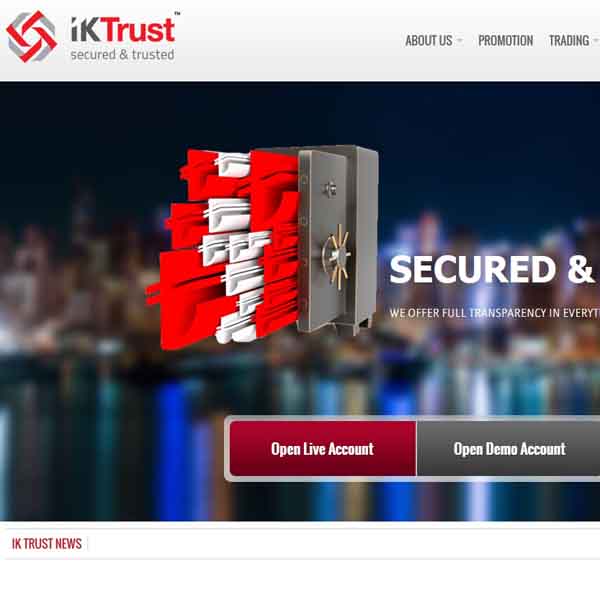 iKTrust™
secured & trusted
ABOUT US
PROMOTION
TRADING
SECURED &
WE OFFER FULL TRANSPARENCY IN
Open Live Account
Open Demo Account
IK TRUST NEWS